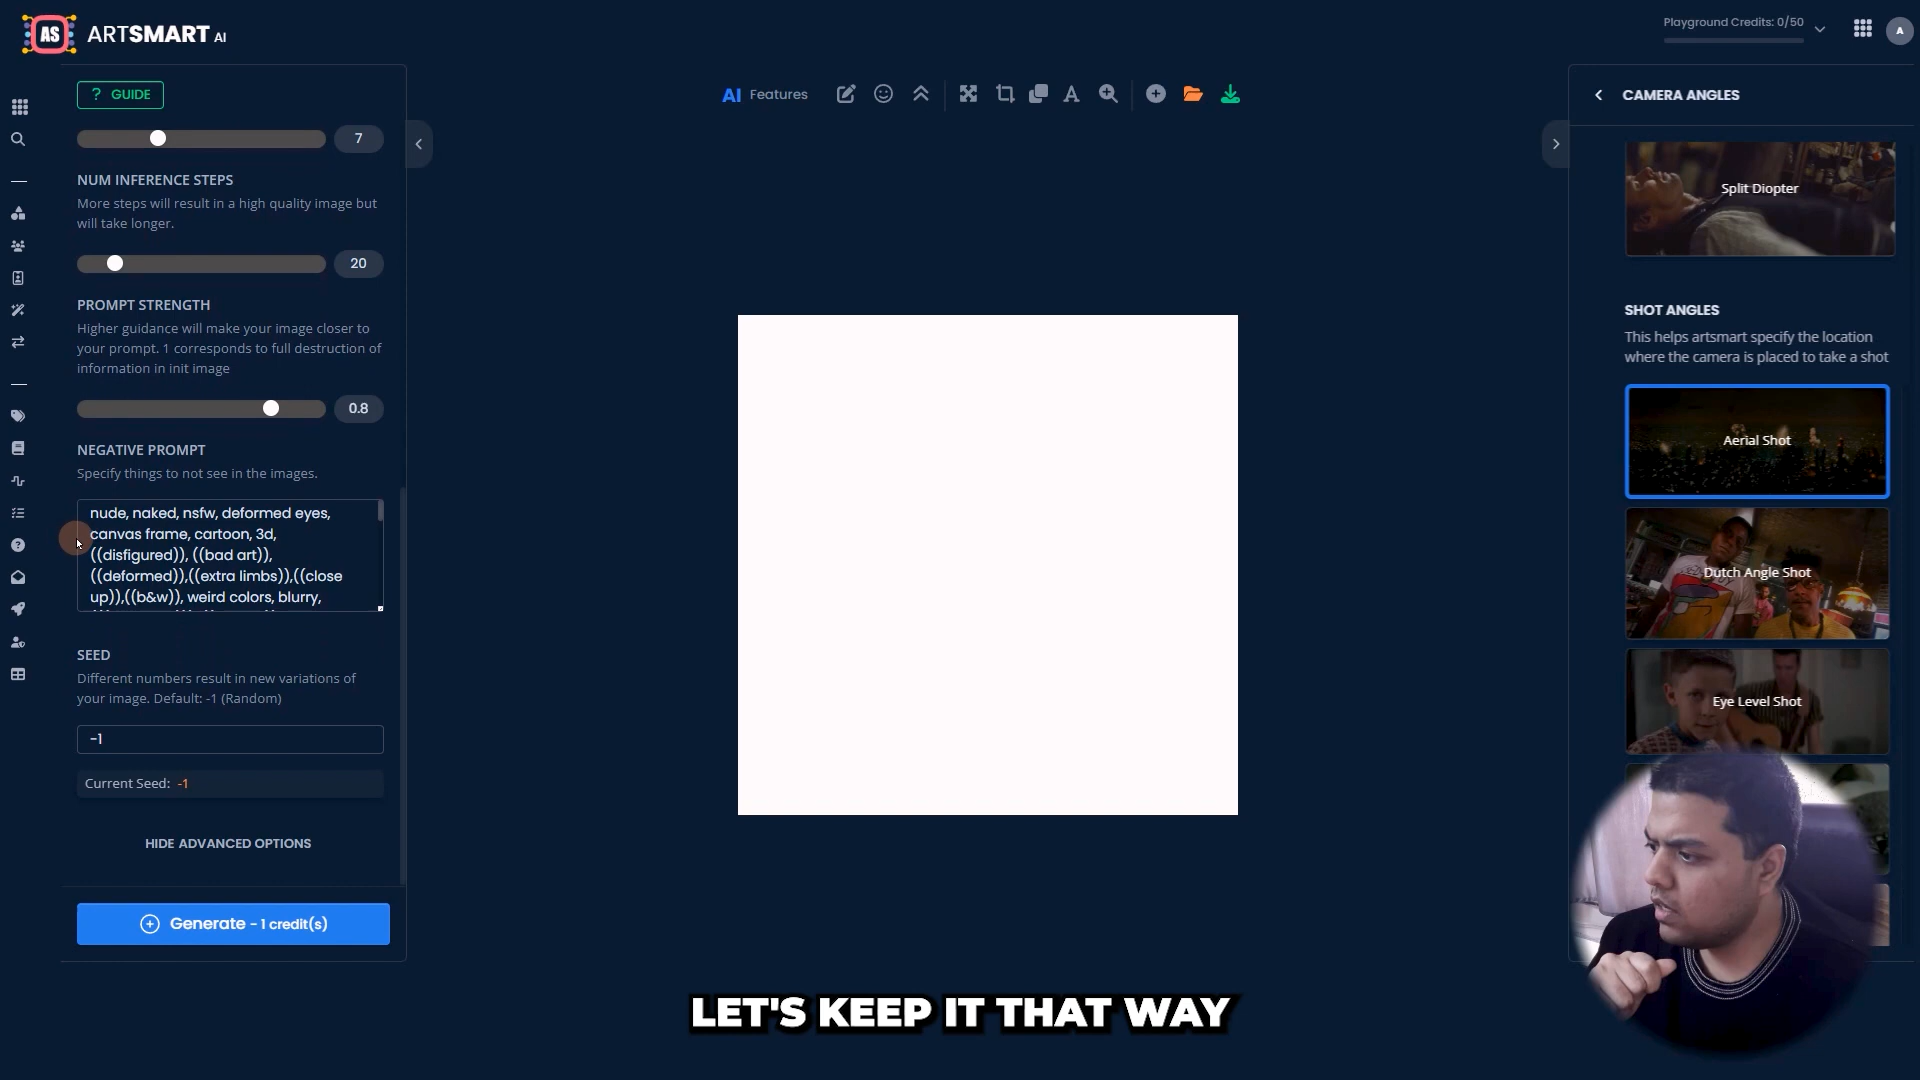 AS ARTSMART AI
Playground Credits: 0/50
A
? GUIDE
7
NUM INFERENCE STEPS
More steps will result in a high quality image but
will take longer.
20
PROMPT STRENGTH
Higher guidance will make your image closer to
your prompt. 1 corresponds to full destruction of
information in init image
0.8
NEGATIVE PROMPT
Specify things to not see in the images.
nude, naked, nsfw, deformed eyes,
canvas frame, cartoon, 3d,
((disfigured)), ((bad art)),
((deformed)),((extra limbs)),((close
up)),((b&w)), weird colors, blurry,
SEED
Different numbers result in new variations of
your image. Default: -1 (Random)
-1
Current Seed: -1
HIDE ADVANCED OPTIONS
Generate - 1 credit(s)
AI Features
CAMERA ANGLES
Split Diopter
SHOT ANGLES
This helps artsmart specify the location
where the camera is placed to take a shot
Aerial Shot
Dutch Angle Shot
Eye Level Shot
LET'S KEEP IT THAT WAY